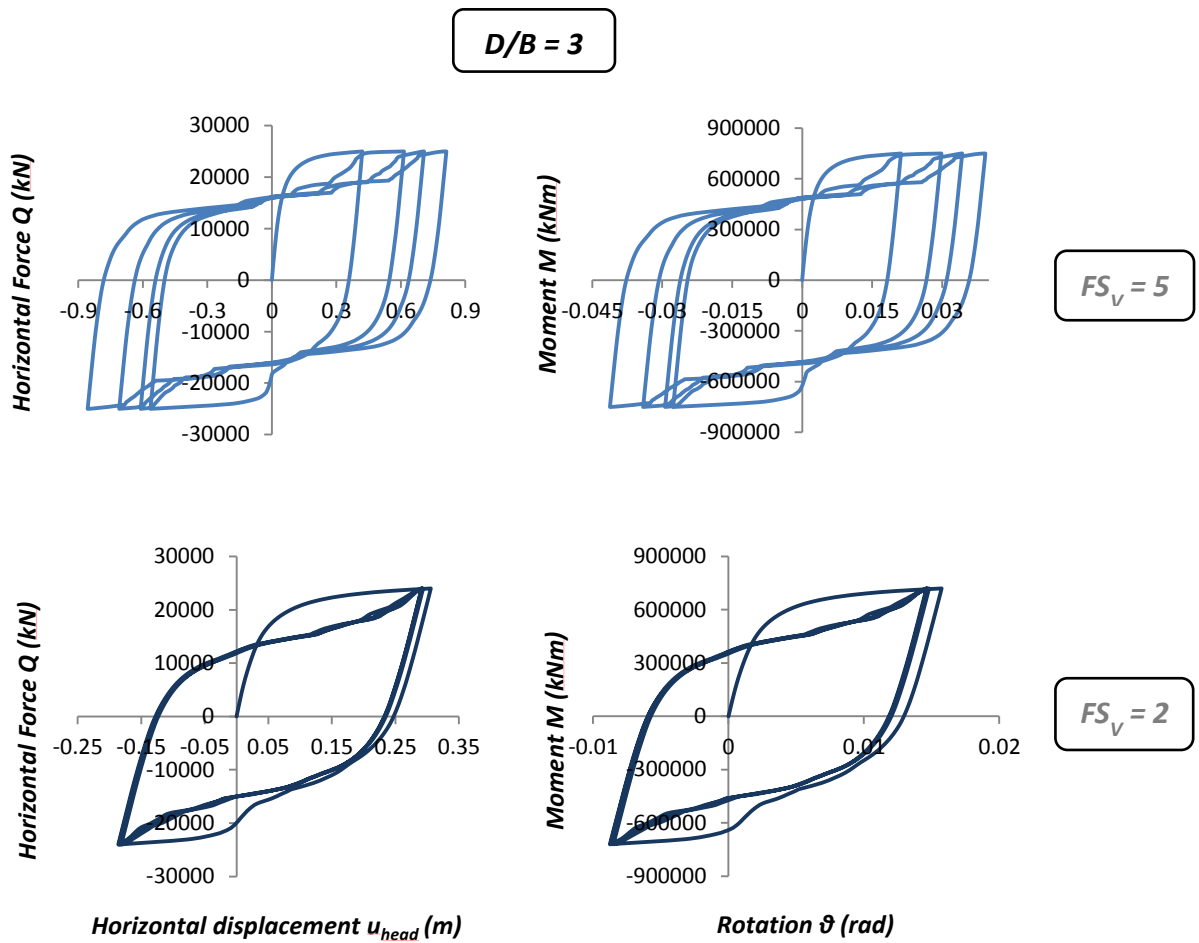 D/B = 3
Horizontal Force Q (kN)
30000
20000
10000
0
-10000
-20000
-30000
-0.9 -0.6 -0.3 0 0.3 0.6 0.9
Moment M (kNm)
900000
600000
300000
0
-300000
-600000
-900000
-0.045 -0.03 -0.015 0 0.015 0.03
FSV = 5
Horizontal Force Q (kN)
30000
20000
10000
0
-10000
-20000
-30000
-0.25 -0.15 -0.05 0.05 0.15 0.25 0.35
Horizontal displacement uhead (m)
Moment M (kNm)
900000
600000
300000
0
-300000
-600000
-900000
-0.01 0 0.01 0.02
Rotation ϑ (rad)
FSV = 2